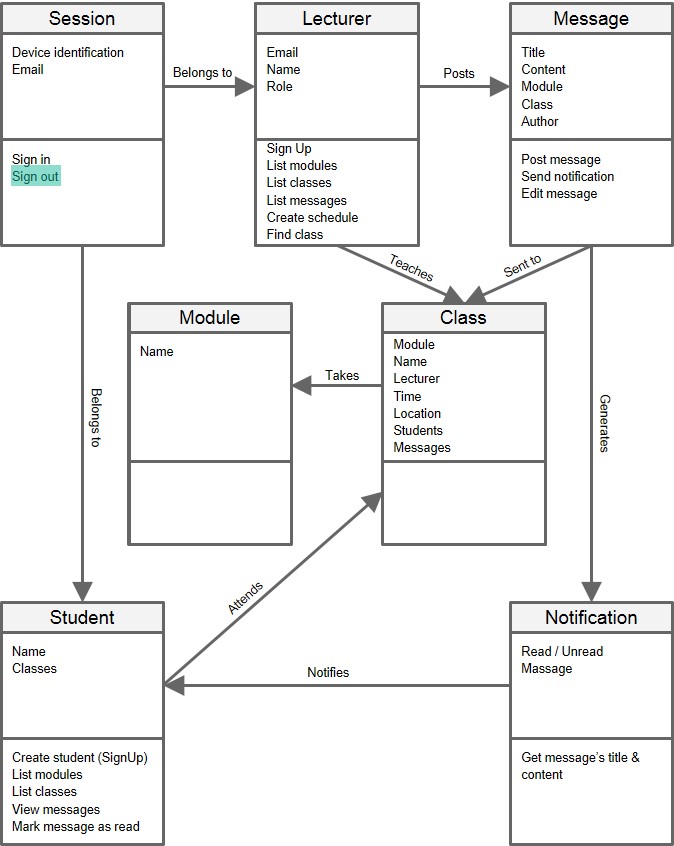 Session
Device identification
Email
Sign in
Sign out
Belongs to
Lecturer
Email
Name
Role
Sign Up
List modules
List classes
List messages
Create schedule
Find class
Posts
Message
Title
Content
Module
Class
Author
Post message
Send notification
Edit message
Teaches
Sent to
Module
Name
Takes
Class
Module
Name
Lecturer
Time
Location
Students
Messages
Belongs to
Generates
Attends
Student
Name
Classes
Create student (SignUp)
List modules
List classes
View messages
Mark message as read
Notifies
Notification
Read / Unread
Massage
Get message's title &
content